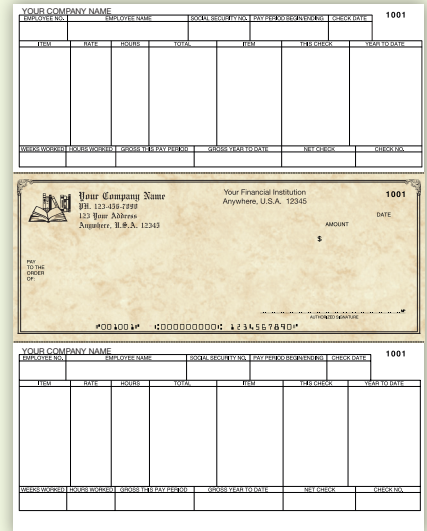 YOUR COMPANY NAME
1001
EMPLOYEE NO. EMPLOYEE NAME SOCIAL SECURITY NO. PAY PERIOD BEGIN/ENDING CHECK DATE
ITEM RATE HOURS TOTAL ITEM THIS CHECK YEAR TO DATE
WEEKS WORKED HOURS WORKED GROSS THIS PAY PERIOD GROSS YEAR TO DATE NET CHECK CHECK NO.
Your Company Name Your Financial Institution 1001
PH. 123-456-7898 Anywhere, U.S.A. 12345
123 Your Address DATE
Anywhere, U.S.A. 12345 AMOUNT
$
PAY
TO THE
ORDER
OF:
AUTHORIZED SIGNATURE
⑈001001⑈ ⑆000000000⑆ 1234567890⑈
YOUR COMPANY NAME
1001
EMPLOYEE NO. EMPLOYEE NAME SOCIAL SECURITY NO. PAY PERIOD BEGIN/ENDING CHECK DATE
ITEM RATE HOURS TOTAL ITEM THIS CHECK YEAR TO DATE
WEEKS WORKED HOURS WORKED GROSS THIS PAY PERIOD GROSS YEAR TO DATE NET CHECK CHECK NO.